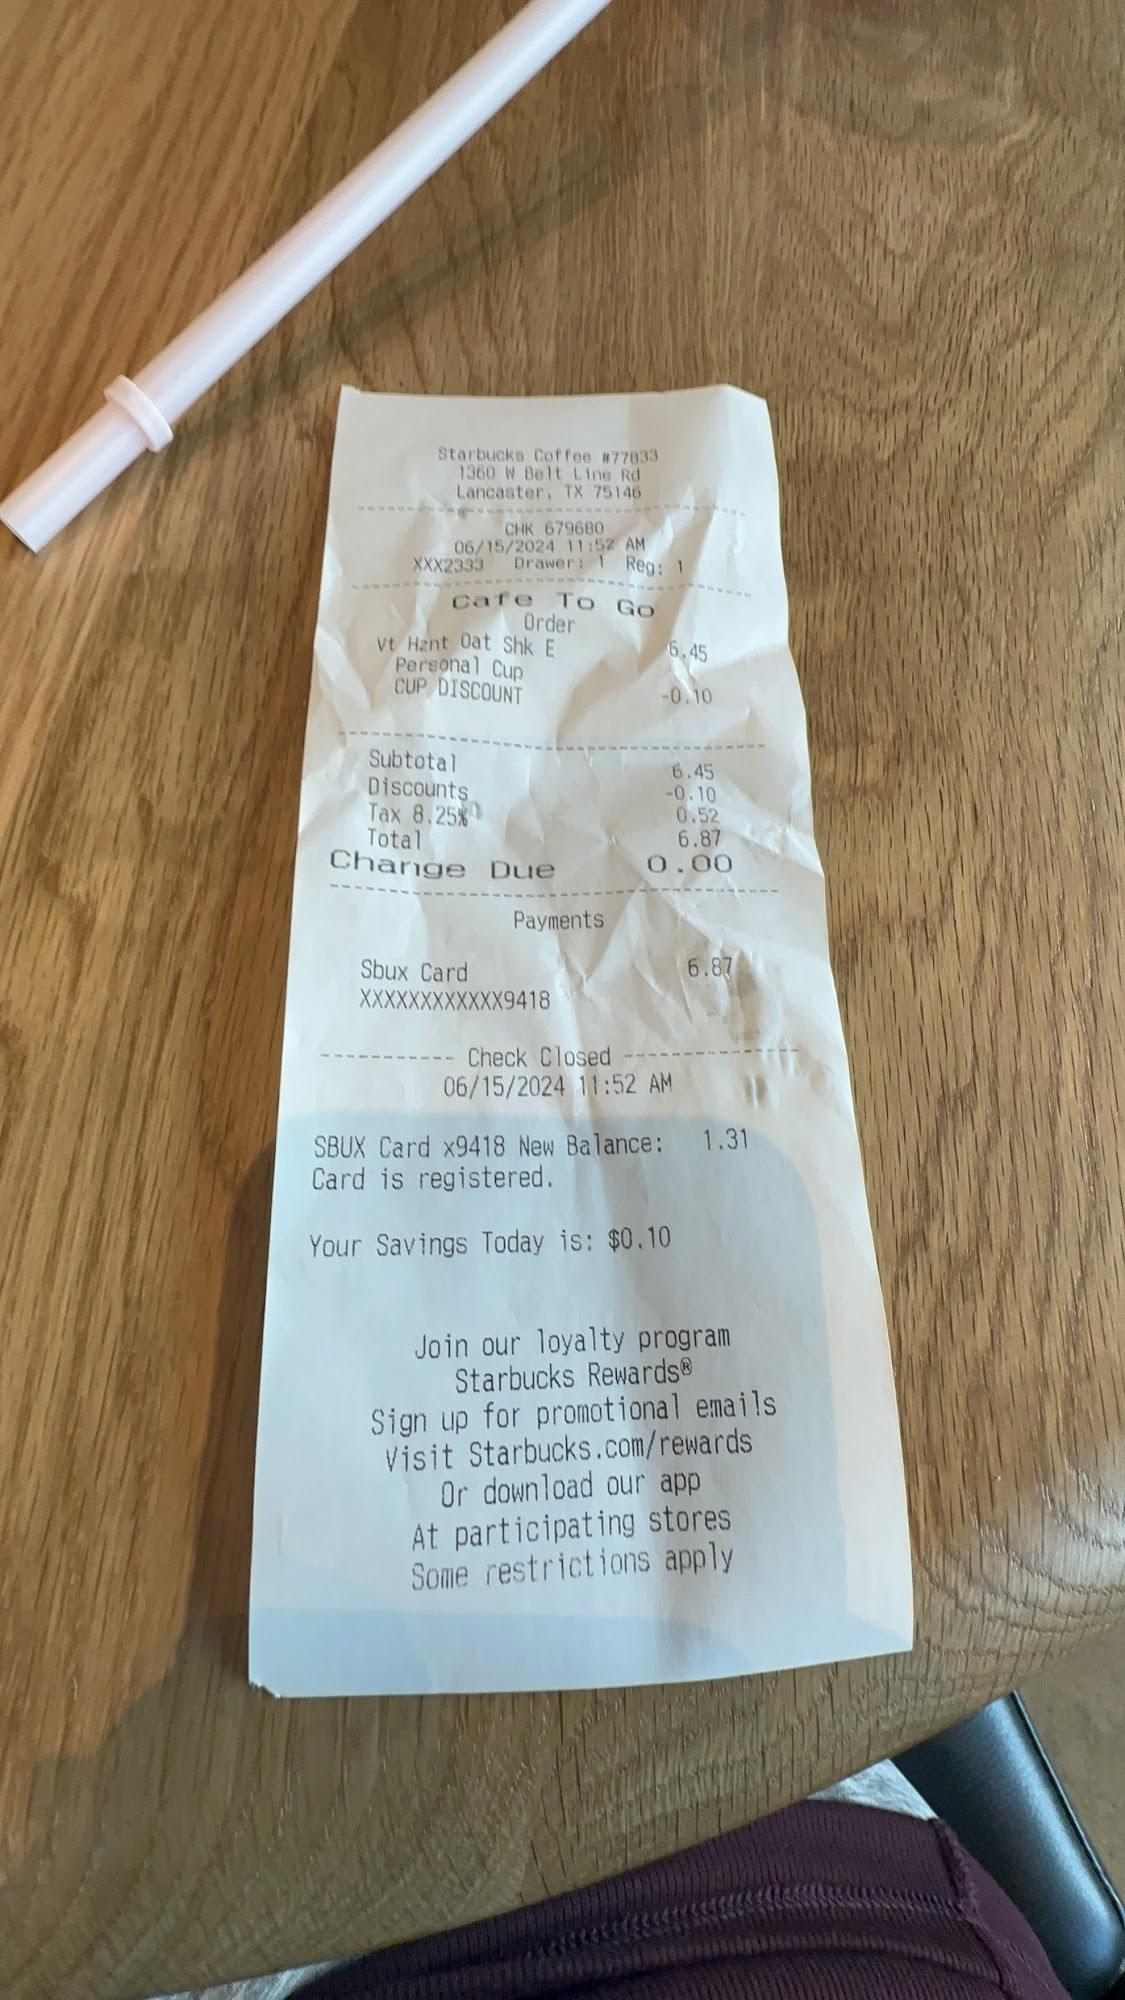 Starbucks Coffee #77833
1360 W Belt Line Rd
Lancaster, TX 75146
CHK 679680
06/15/2024 11:52 AM
XXX2333 Drawer: 1 Reg: 1
Cafe To Go
Order
Vt Hznt Oat Shk E 6.45
Personal Cup
CUP DISCOUNT -0.10
Subtotal 6.45
Discounts -0.10
Tax 8.25% 0.52
Total 6.87
Change Due 0.00
Payments
Sbux Card 6.87
XXXXXXXXXXXX9418
----------- Check Closed --------------
06/15/2024 11:52 AM
SBUX Card x9418 New Balance: 1.31
Card is registered.
Your Savings Today is: $0.10
Join our loyalty program
Starbucks Rewards®
Sign up for promotional emails
Visit Starbucks.com/rewards
Or download our app
At participating stores
Some restrictions apply